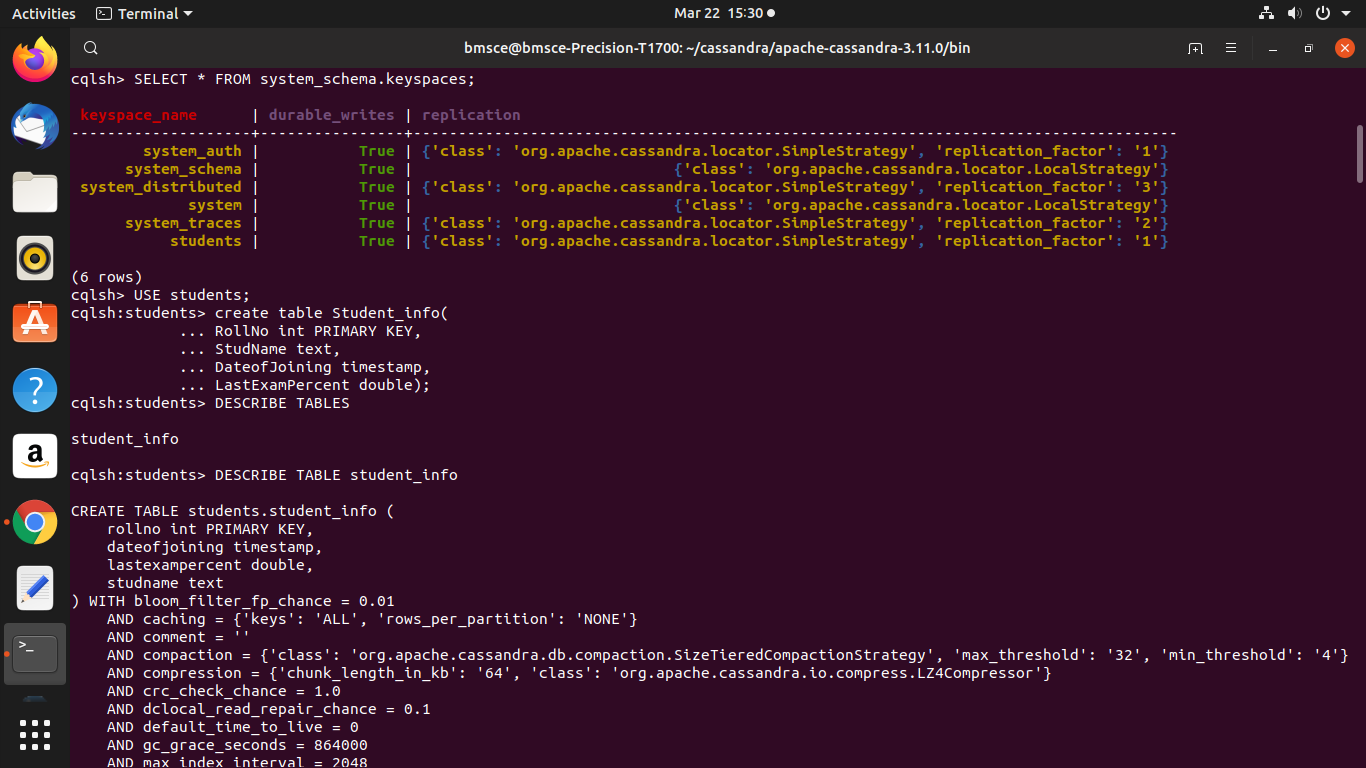 Activities
Terminal
Mar 22 15:30
bmsce@bmsce-Precision-T1700: ~/cassandra/apache-cassandra-3.11.0/bin
cqlsh> SELECT * FROM system_schema.keyspaces;
 keyspace_name      | durable_writes | replication
--------------------+----------------+-------------------------------------------------------------------------------------
        system_auth |           True | {'class': 'org.apache.cassandra.locator.SimpleStrategy', 'replication_factor': '1'}
      system_schema |           True |                             {'class': 'org.apache.cassandra.locator.LocalStrategy'}
 system_distributed |           True | {'class': 'org.apache.cassandra.locator.SimpleStrategy', 'replication_factor': '3'}
             system |           True |                             {'class': 'org.apache.cassandra.locator.LocalStrategy'}
      system_traces |           True | {'class': 'org.apache.cassandra.locator.SimpleStrategy', 'replication_factor': '2'}
           students |           True | {'class': 'org.apache.cassandra.locator.SimpleStrategy', 'replication_factor': '1'}
(6 rows)
cqlsh> USE students;
cqlsh:students> create table Student_info(
            ... RollNo int PRIMARY KEY,
            ... StudName text,
            ... DateofJoining timestamp,
            ... LastExamPercent double);
cqlsh:students> DESCRIBE TABLES
student_info
cqlsh:students> DESCRIBE TABLE student_info
CREATE TABLE students.student_info (
    rollno int PRIMARY KEY,
    dateofjoining timestamp,
    lastexampercent double,
    studname text
) WITH bloom_filter_fp_chance = 0.01
    AND caching = {'keys': 'ALL', 'rows_per_partition': 'NONE'}
    AND comment = ''
    AND compaction = {'class': 'org.apache.cassandra.db.compaction.SizeTieredCompactionStrategy', 'max_threshold': '32', 'min_threshold': '4'}
    AND compression = {'chunk_length_in_kb': '64', 'class': 'org.apache.cassandra.io.compress.LZ4Compressor'}
    AND crc_check_chance = 1.0
    AND dclocal_read_repair_chance = 0.1
    AND default_time_to_live = 0
    AND gc_grace_seconds = 864000
    AND max_index_interval = 2048